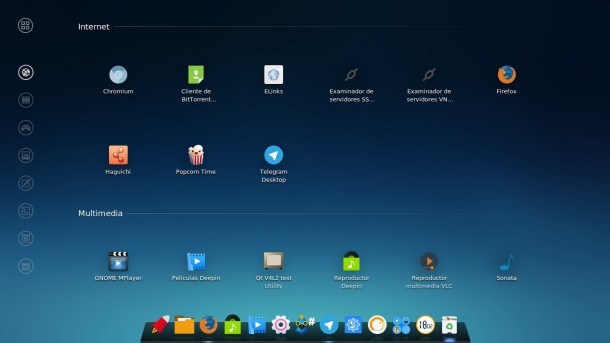 Internet
Chromium
Cliente de
BitTorrent...
ELinks
Examinador de
servidores SS...
Examinador de
servidores VN...
Firefox
Haguichi
Popcorn Time
Telegram
Desktop
Multimedia
GNOME MPlayer
Películas Deepin
Qt V4L2 test
Utility
Reproductor
Deepin
Reproductor
multimedia VLC
Sonata